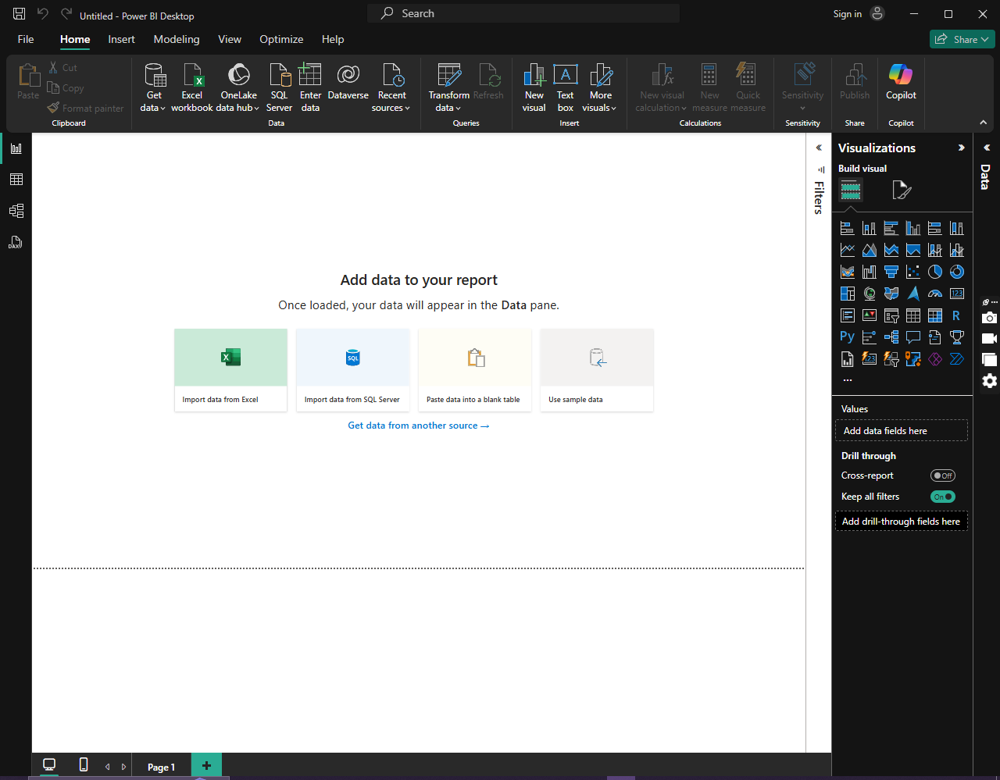 Untitled - Power BI Desktop
Search
Sign in
File Home Insert Modeling View Optimize Help
Share
Paste
Cut
Copy
Format painter
Clipboard
Get data
Excel workbook
OneLake data hub
SQL Server
Enter data
Dataverse
Recent sources
Data
Transform data
Refresh
Queries
New visual
Text box
More visuals
Insert
New visual calculation
New measure
Quick measure
Calculations
Sensitivity
Sensitivity
Publish
Share
Copilot
Copilot
DAX
Filters
Visualizations
Data
Build visual
123
R
Py
123
Add data to your report
Once loaded, your data will appear in the Data pane.
SQL
Import data from Excel
Import data from SQL Server
Paste data into a blank table
Use sample data
Get data from another source →
Values
Add data fields here
Drill through
Cross-report
Off
Keep all filters
On
Add drill-through fields here
Page 1